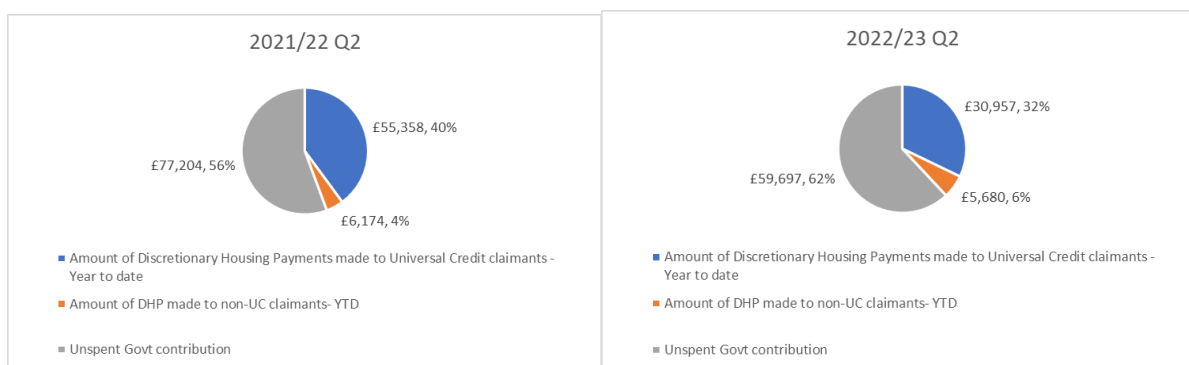 2021/22 Q2
£55,358, 40%
£77,204, 56%
£6,174, 4%
Amount of Discretionary Housing Payments made to Universal Credit claimants -
Year to date
Amount of DHP made to non-UC claimants- YTD
Unspent Govt contribution
2022/23 Q2
£30,957, 32%
£59,697, 62%
£5,680, 6%
Amount of Discretionary Housing Payments made to Universal Credit claimants -
Year to date
Amount of DHP made to non-UC claimants- YTD
Unspent Govt contribution